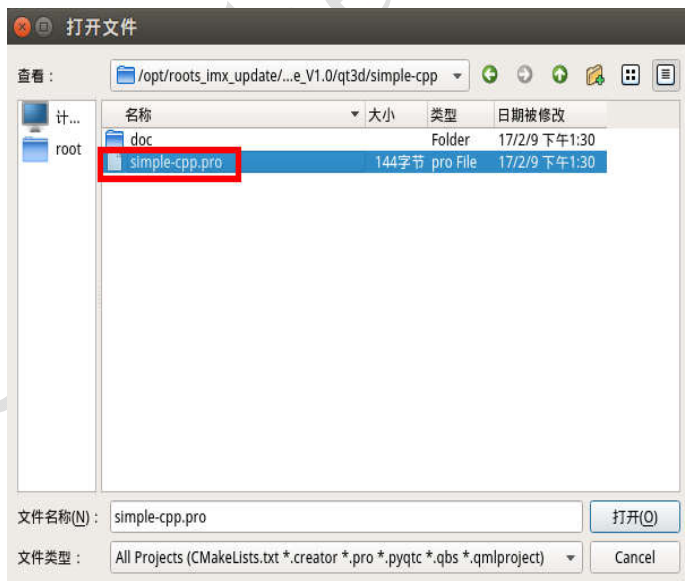 打开文件
查看：
/opt/roots_imx_update/...e_V1.0/qt3d/simple-cpp
计...
root
名称 大小 类型 日期被修改
doc Folder 17/2/9 下午1:30
simple-cpp.pro 144字节 pro File 17/2/9 下午1:30
文件名称(N)： simple-cpp.pro 打开(O)
文件类型： All Projects (CMakeLists.txt *.creator *.pro *.pyqtc *.qbs *.qmlproject) Cancel